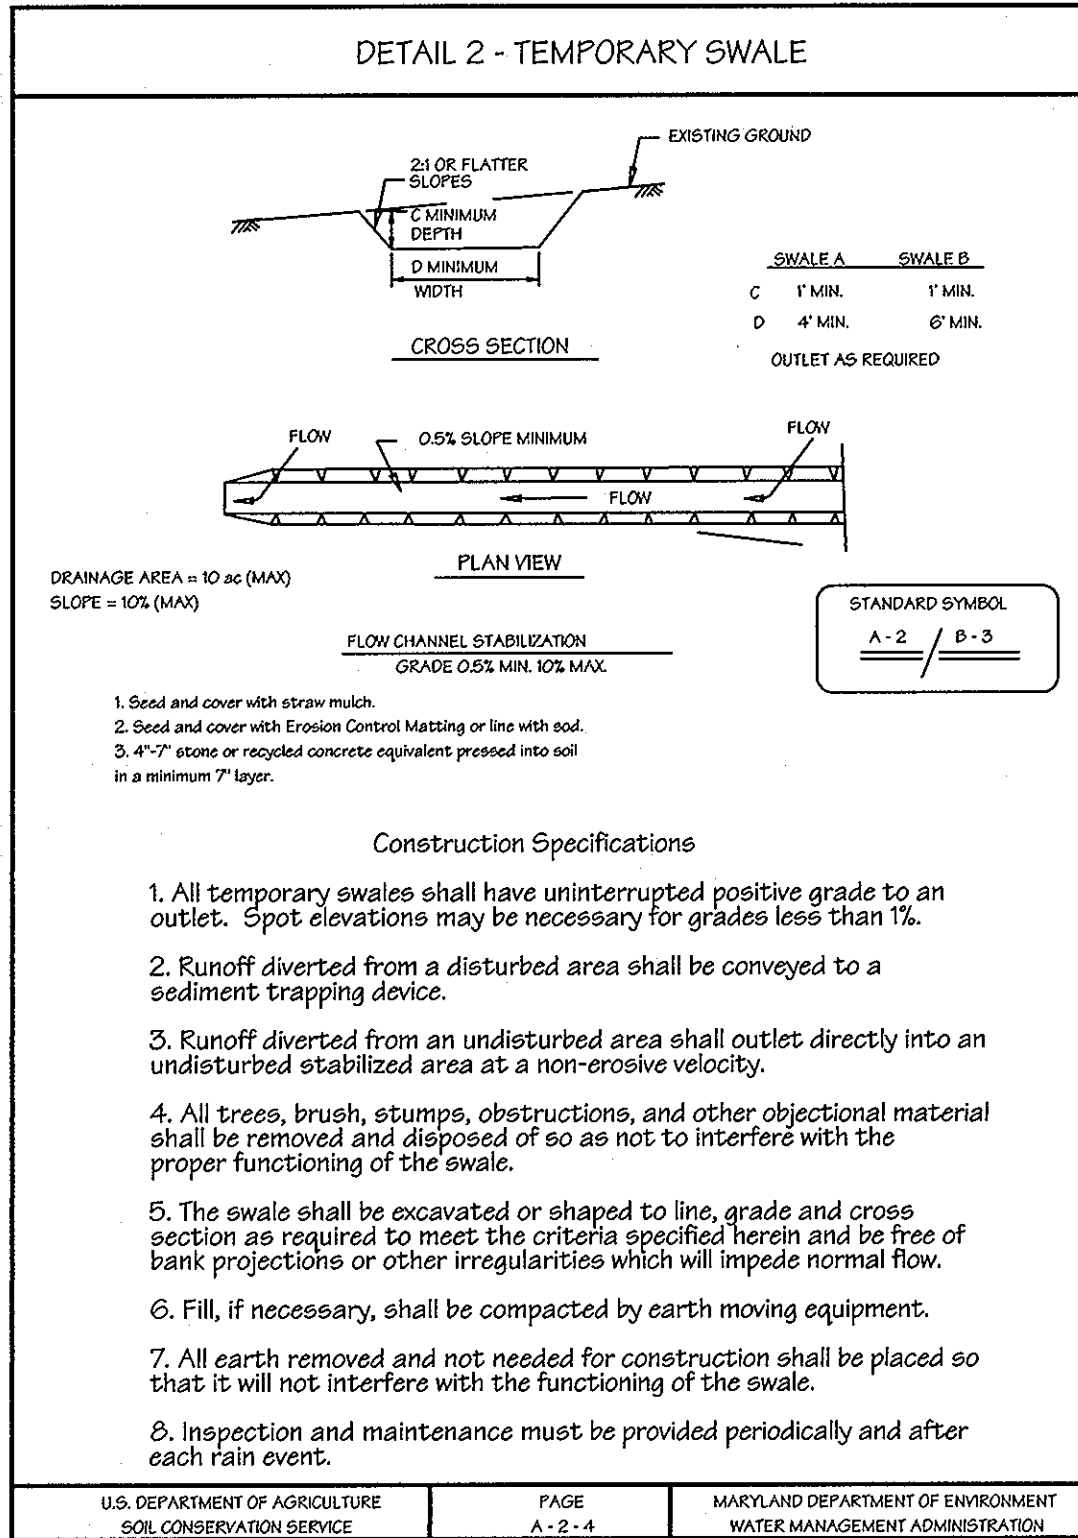 DETAIL 2 - TEMPORARY SWALE
EXISTING GROUND
2:1 OR FLATTER
SLOPES
C MINIMUM
DEPTH
D MINIMUM
WIDTH
CROSS SECTION
SWALE A SWALE B
C 1' MIN. 1' MIN.
D 4' MIN. 6' MIN.
OUTLET AS REQUIRED
FLOW 0.5% SLOPE MINIMUM FLOW
FLOW
PLAN VIEW
DRAINAGE AREA = 10 ac (MAX)
SLOPE = 10% (MAX)
STANDARD SYMBOL
A - 2 / B - 3
FLOW CHANNEL STABILIZATION
GRADE 0.5% MIN. 10% MAX.
1. Seed and cover with straw mulch.
2. Seed and cover with Erosion Control Matting or line with sod.
3. 4"-7" stone or recycled concrete equivalent pressed into soil
in a minimum 7" layer.
Construction Specifications
1. All temporary swales shall have uninterrupted positive grade to an
outlet. Spot elevations may be necessary for grades less than 1%.
2. Runoff diverted from a disturbed area shall be conveyed to a
sediment trapping device.
3. Runoff diverted from an undisturbed area shall outlet directly into an
undisturbed stabilized area at a non-erosive velocity.
4. All trees, brush, stumps, obstructions, and other objectional material
shall be removed and disposed of so as not to interfere with the
proper functioning of the swale.
5. The swale shall be excavated or shaped to line, grade and cross
section as required to meet the criteria specified herein and be free of
bank projections or other irregularities which will impede normal flow.
6. Fill, if necessary, shall be compacted by earth moving equipment.
7. All earth removed and not needed for construction shall be placed so
that it will not interfere with the functioning of the swale.
8. Inspection and maintenance must be provided periodically and after
each rain event.
U.S. DEPARTMENT OF AGRICULTURE
SOIL CONSERVATION SERVICE
PAGE
A - 2 - 4
MARYLAND DEPARTMENT OF ENVIRONMENT
WATER MANAGEMENT ADMINISTRATION